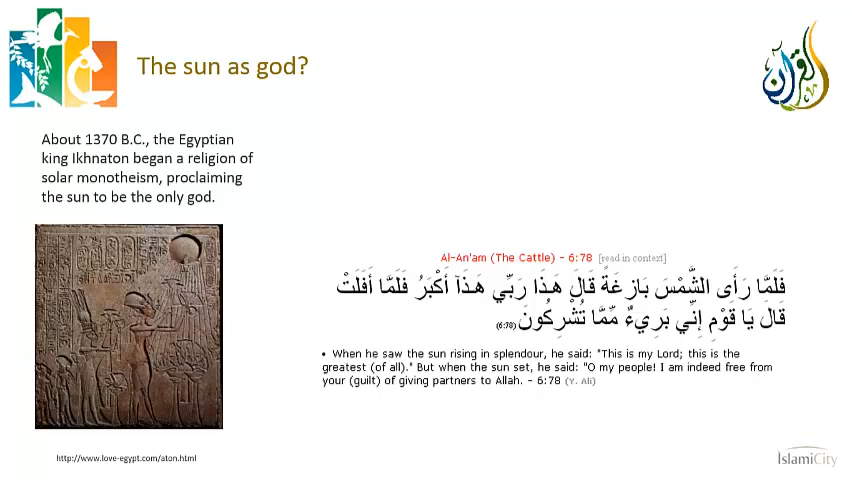 The sun as god?
القرآن
About 1370 B.C., the Egyptian
king Ikhnaton began a religion of
solar monotheism, proclaiming
the sun to be the only god.
Al-An'am (The Cattle) - 6:78 [read in context]
فَلَمَّا رَأَى الشَّمْسَ بَازِغَةً قَالَ هَـذَا رَبِّي هَـذَآ أَكْبَرُ فَلَمَّا أَفَلَتْ
قَالَ يَا قَوْمِ إِنِّي بَرِيءٌ مِّمَّا تُشْرِكُونَ (6:78)
• When he saw the sun rising in splendour, he said: "This is my Lord; this is the
greatest (of all)." But when the sun set, he said: "O my people! I am indeed free from
your (guilt) of giving partners to Allah. - 6:78 (Y. Ali)
http://www.love-egypt.com/aton.html
IslamiCity